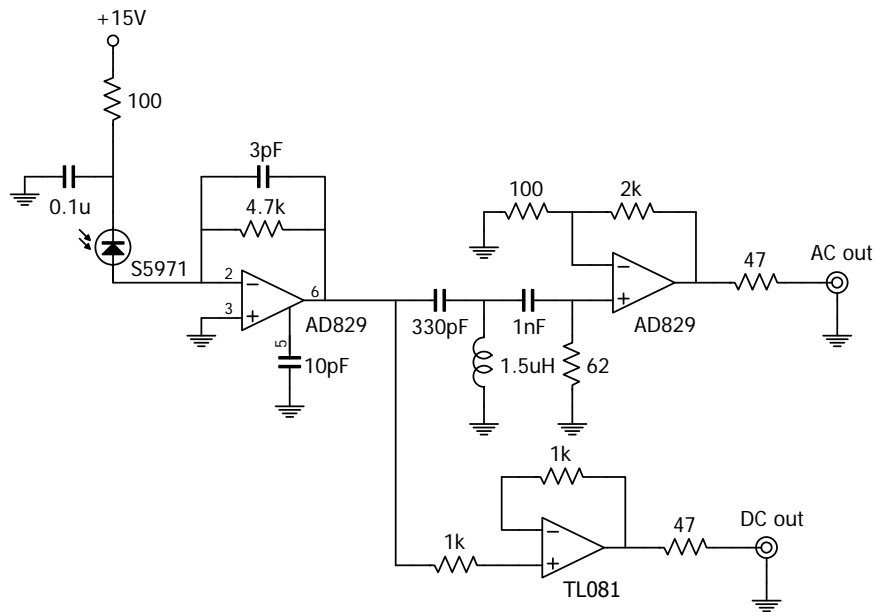 +15V
100
3pF
0.1u
4.7k
100
2k
AC out
47
S5971
2
3
6
5
AD829
330pF
1nF
AD829
10pF
1.5uH
62
1k
DC out
1k
47
TL081